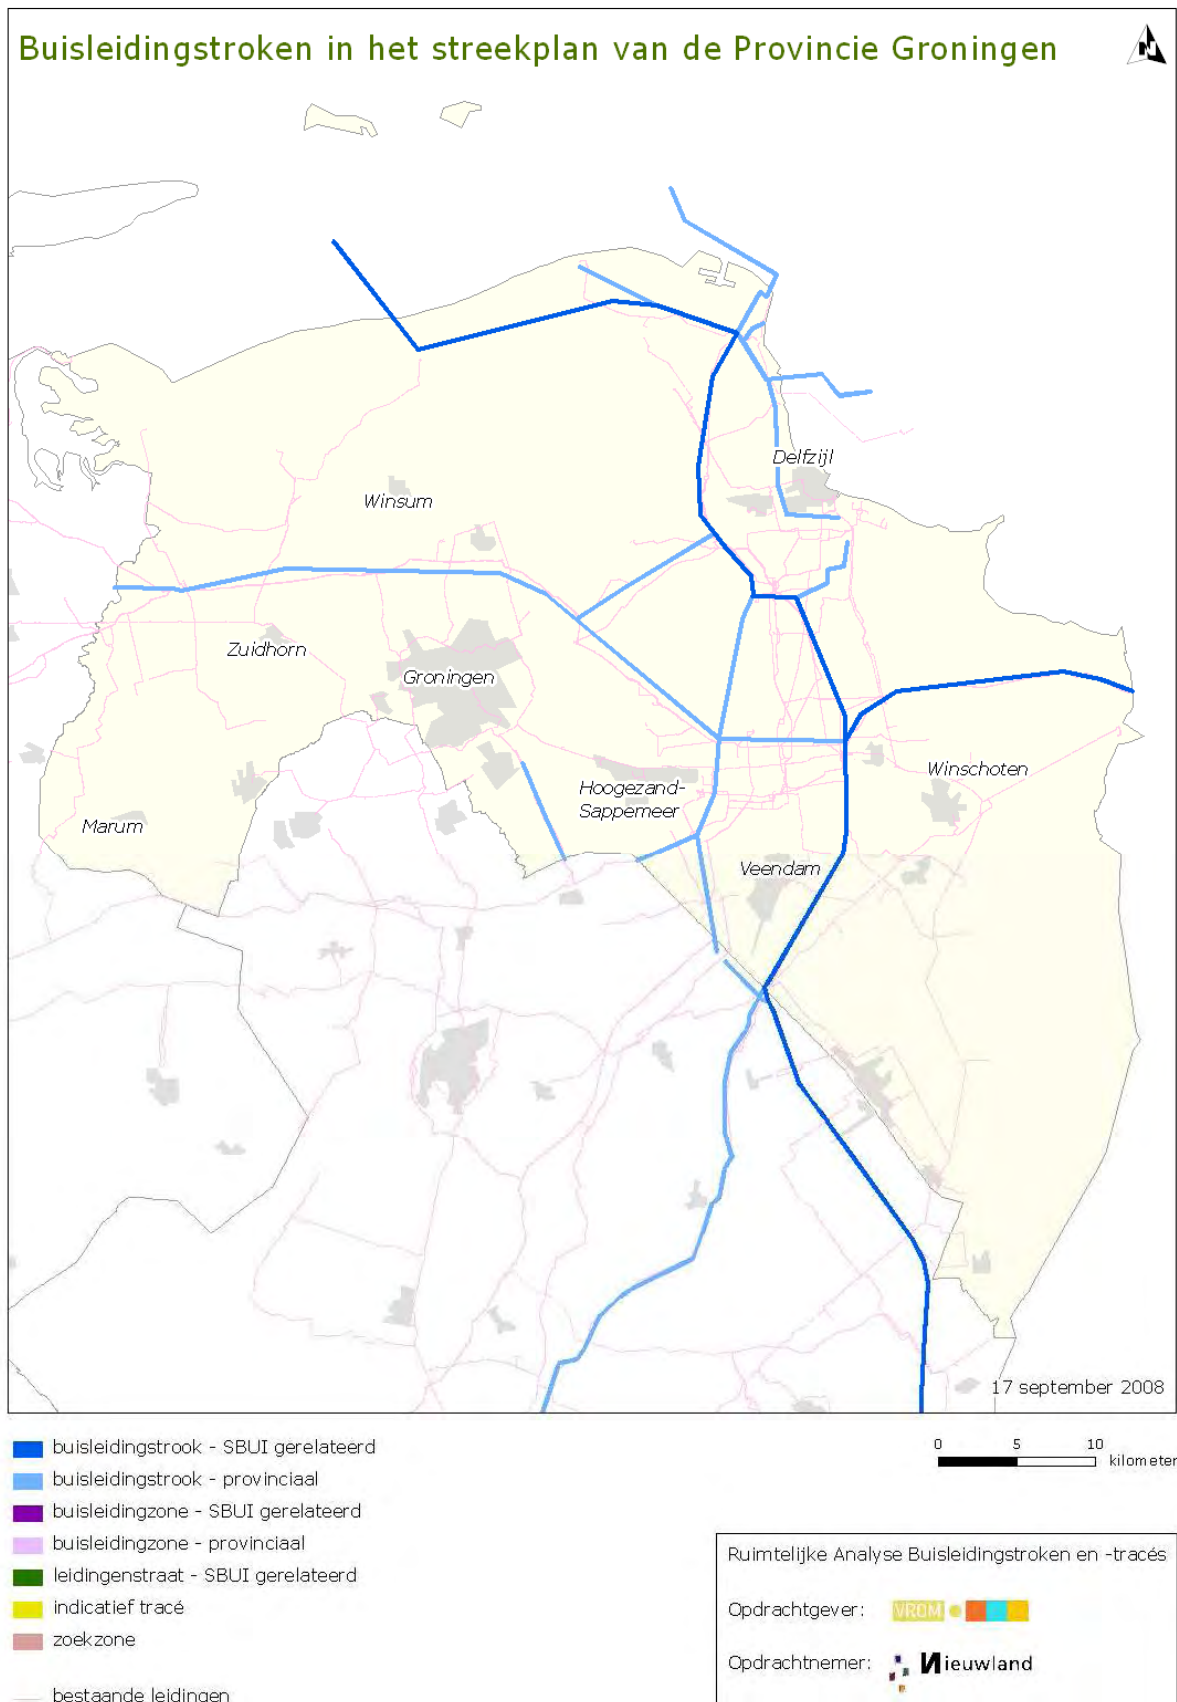 Buisleidingstroken in het streekplan van de Provincie Groningen
N
Delfzijl
Winsum
Zuidhorn
Groningen
Winschoten
Hoogezand-
Sappemeer
Marum
Veendam
17 september 2008
buisleidingstrook - SBUI gerelateerd
buisleidingstrook - provinciaal
buisleidingzone - SBUI gerelateerd
buisleidingzone - provinciaal
leidingenstraat - SBUI gerelateerd
indicatief tracé
zoekzone
bestaande leidingen
0 5 10
kilometer
Ruimtelijke Analyse Buisleidingstroken en -tracés
Opdrachtgever: VROM
Opdrachtnemer: Nieuwland